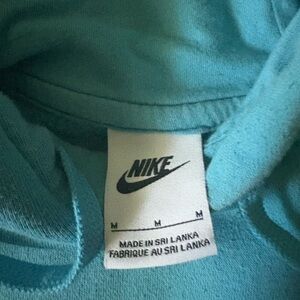 NIKE
M M M
MADE IN SRI LANKA
FABRIQUE AU SRI LANKA